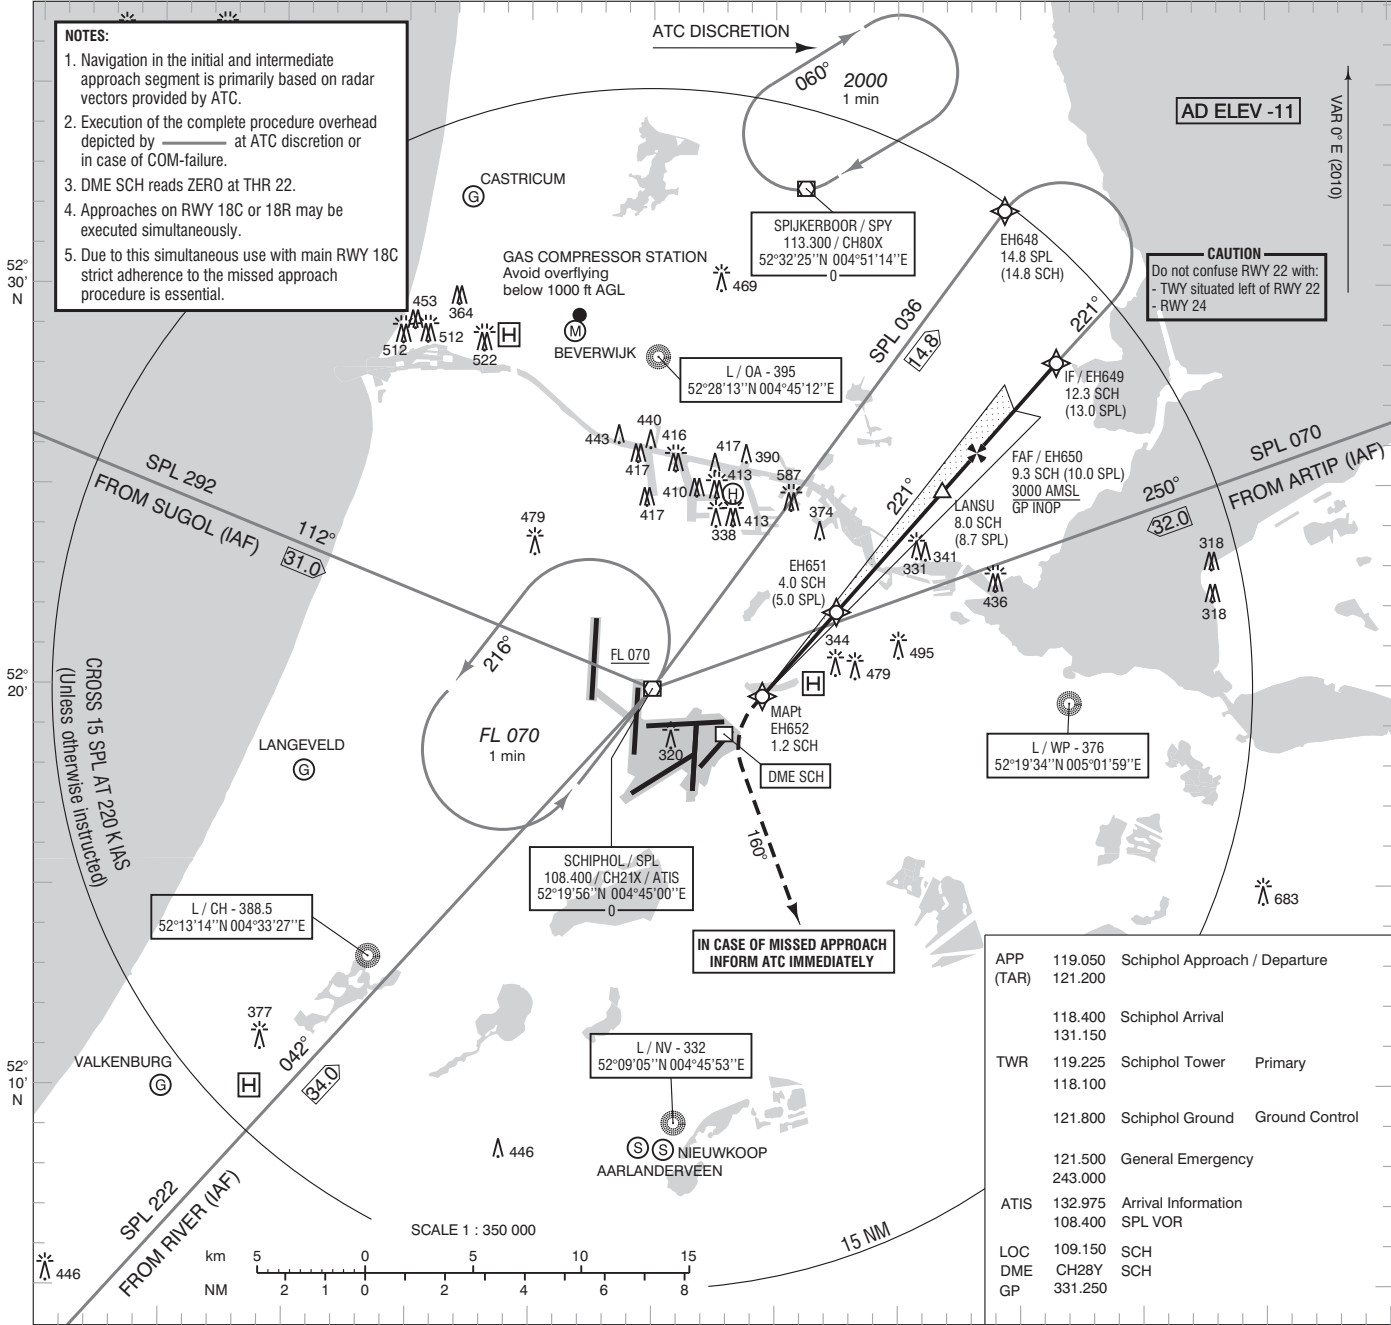 NOTES:
1. Navigation in the initial and intermediate
approach segment is primarily based on radar
vectors provided by ATC.
2. Execution of the complete procedure overhead
depicted by at ATC discretion or
in case of COM-failure.
3. DME SCH reads ZERO at THR 22.
4. Approaches on RWY 18C or 18R may be
executed simultaneously.
5. Due to this simultaneous use with main RWY 18C
strict adherence to the missed approach
procedure is essential.
ATC DISCRETION
060°
2000
1 min
AD ELEV -11
VAR 0° E (2010)
G
CASTRICUM
SPIJKERBOOR / SPY
113.300 / CH80X
52°32'25''N 004°51'14''E
0
EH648
14.8 SPL
(14.8 SCH)
CAUTION
Do not confuse RWY 22 with:
- TWY situated left of RWY 22
- RWY 24
52°
30'
N
GAS COMPRESSOR STATION
Avoid overflying
below 1000 ft AGL
469
453
364
512
512
522
H
M
BEVERWIJK
L / OA - 395
52°28'13''N 004°45'12''E
SPL 036
14.8
221°
IF / EH649
12.3 SCH
(13.0 SPL)
443
440
416
417
417
390
413
410
H
417
413
338
587
374
221°
FAF / EH650
9.3 SCH (10.0 SPL)
3000 AMSL
GP INOP
LANSU
8.0 SCH
(8.7 SPL)
SPL 070
FROM ARTIP (IAF)
250°
32.0
SPL 292
FROM SUGOL (IAF)
112°
31.0
479
EH651
4.0 SCH
(5.0 SPL)
331
341
436
318
318
344
479
495
216°
FL 070
52°
20'
CROSS 15 SPL AT 220 K IAS
(Unless otherwise instructed)
H
MAPt
EH652
1.2 SCH
FL 070
1 min
320
DME SCH
LANGEVELD
G
L / WP - 376
52°19'34''N 005°01'59''E
160°
SCHIPHOL / SPL
108.400 / CH21X / ATIS
52°19'56''N 004°45'00''E
0
L / CH - 388.5
52°13'14''N 004°33'27''E
683
IN CASE OF MISSED APPROACH
INFORM ATC IMMEDIATELY
377
042°
34.0
VALKENBURG
G
H
52°
10'
N
L / NV - 332
52°09'05''N 004°45'53''E
446
S
S
NIEUWKOOP
AARLANDERVEEN
SPL 222
FROM RIVER (IAF)
446
SCALE 1 : 350 000
km 5 0 5 10 15
NM 2 1 0 2 4 6 8
15 NM
APP 119.050 Schiphol Approach / Departure
(TAR) 121.200
118.400 Schiphol Arrival
131.150
TWR 119.225 Schiphol Tower Primary
118.100
121.800 Schiphol Ground Ground Control
121.500 General Emergency
243.000
ATIS 132.975 Arrival Information
108.400 SPL VOR
LOC 109.150 SCH
DME CH28Y SCH
GP 331.250